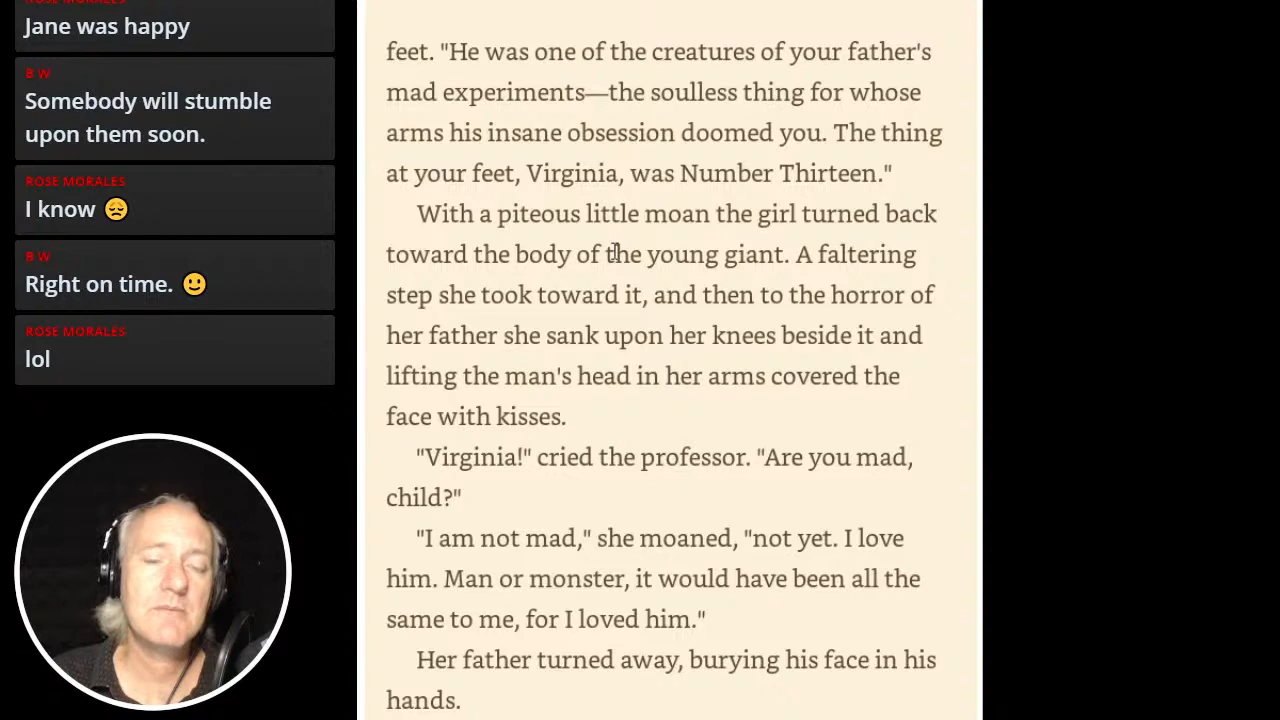 Jane was happy
B W
Somebody will stumble
upon them soon.
ROSE MORALES
I know
B W
Right on time.
ROSE MORALES
lol
feet. "He was one of the creatures of your father's
mad experiments—the soulless thing for whose
arms his insane obsession doomed you. The thing
at your feet, Virginia, was Number Thirteen."
With a piteous little moan the girl turned back
toward the body of the young giant. A faltering
step she took toward it, and then to the horror of
her father she sank upon her knees beside it and
lifting the man's head in her arms covered the
face with kisses.
"Virginia!" cried the professor. "Are you mad,
child?"
"I am not mad," she moaned, "not yet. I love
him. Man or monster, it would have been all the
same to me, for I loved him."
Her father turned away, burying his face in his
hands.